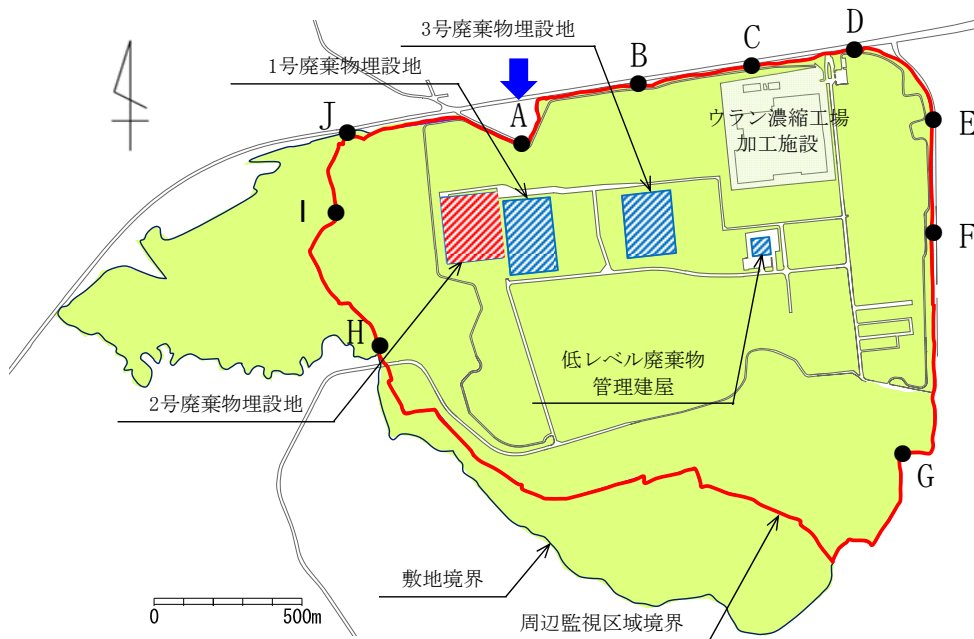 3号廃棄物埋設地
1号廃棄物埋設地
A
B
C
D
E
F
G
H
I
J
ウラン濃縮工場
加工施設
低レベル廃棄物
管理建屋
2号廃棄物埋設地
敷地境界
周辺監視区域境界
0
500m